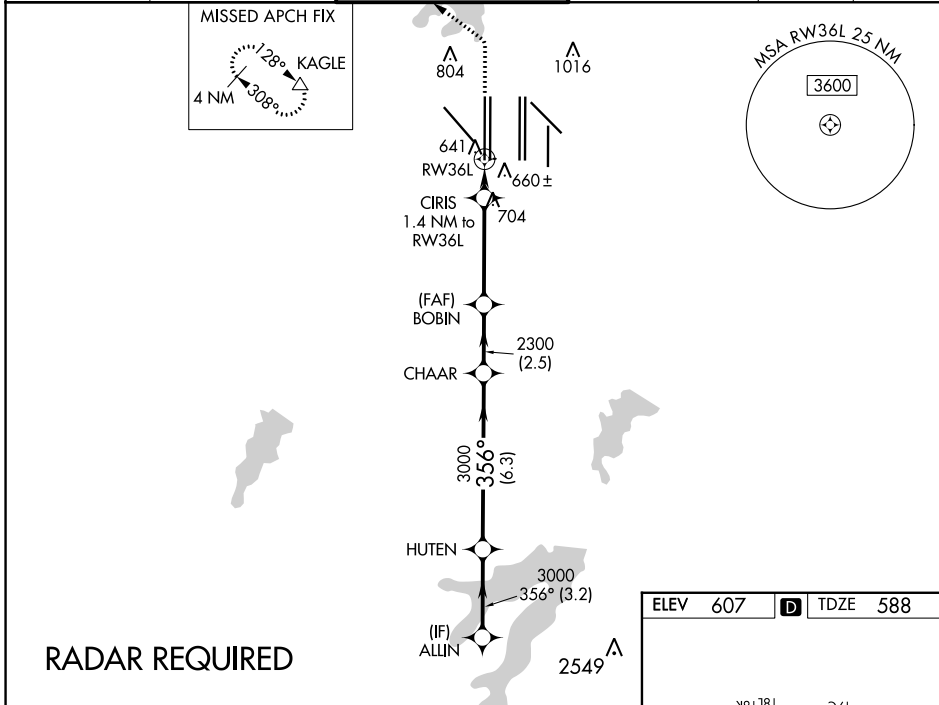 MISSED APCH FIX
128°
KAGLE
4 NM
308°
804
1016
MSA RW36L 25 NM
3600
641
RW36L
660 ±
CIRIS
1.4 NM to
RW36L
704
(FAF)
BOBIN
2300
(2.5)
CHAAR
3000
356°
(6.3)
HUTEN
3000
356° (3.2)
(IF)
ALLIN
2549
RADAR REQUIRED
ELEV 607 D TDZE 588